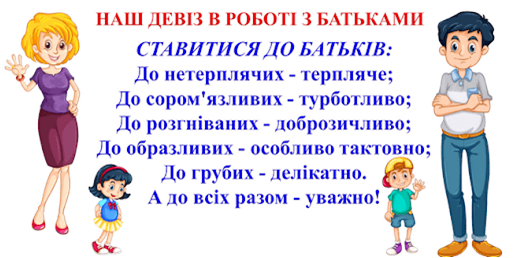 НАШ ДЕВІЗ В РОБОТІ З БАТЬКАМИ
СТАВИТИСЯ ДО БАТЬКІВ:
До нетерплячих - терпляче;
До сором'язливих - турботливо;
До розгніваних - доброзичливо;
До образливих - особливо тактовно;
До грубих - делікатно.
А до всіх разом - уважно!